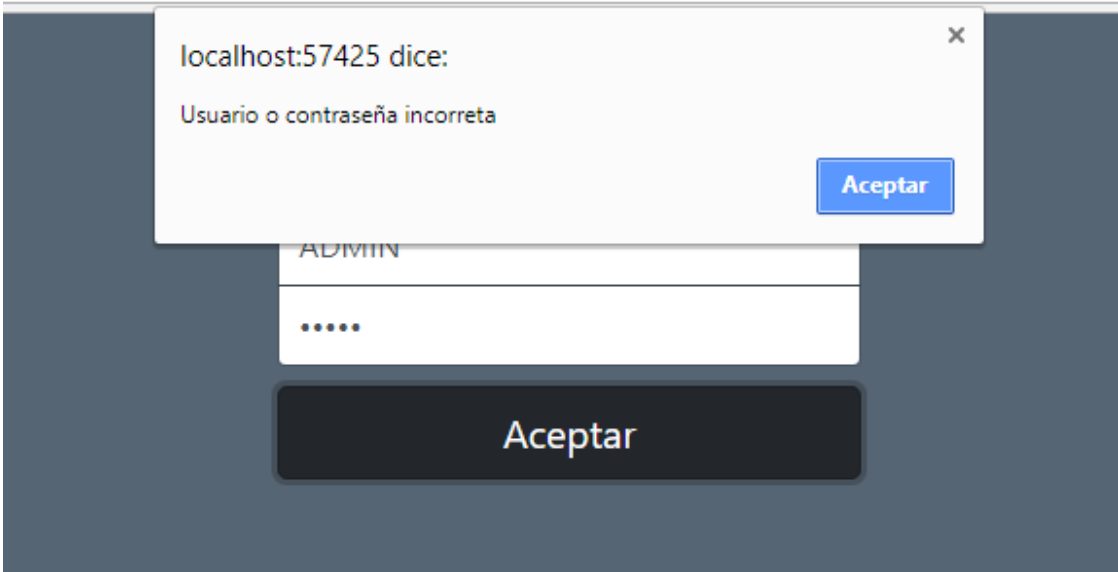 localhost:57425 dice:
Usuario o contraseña incorreta
Aceptar
ADMIN
•••••
Aceptar